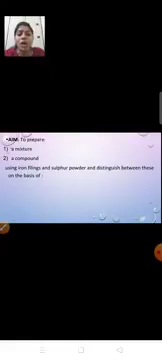 •AIM: To prepare:
1) a mixture
2) a compound
using iron filings and sulphur powder and distinguish between these
on the basis of :